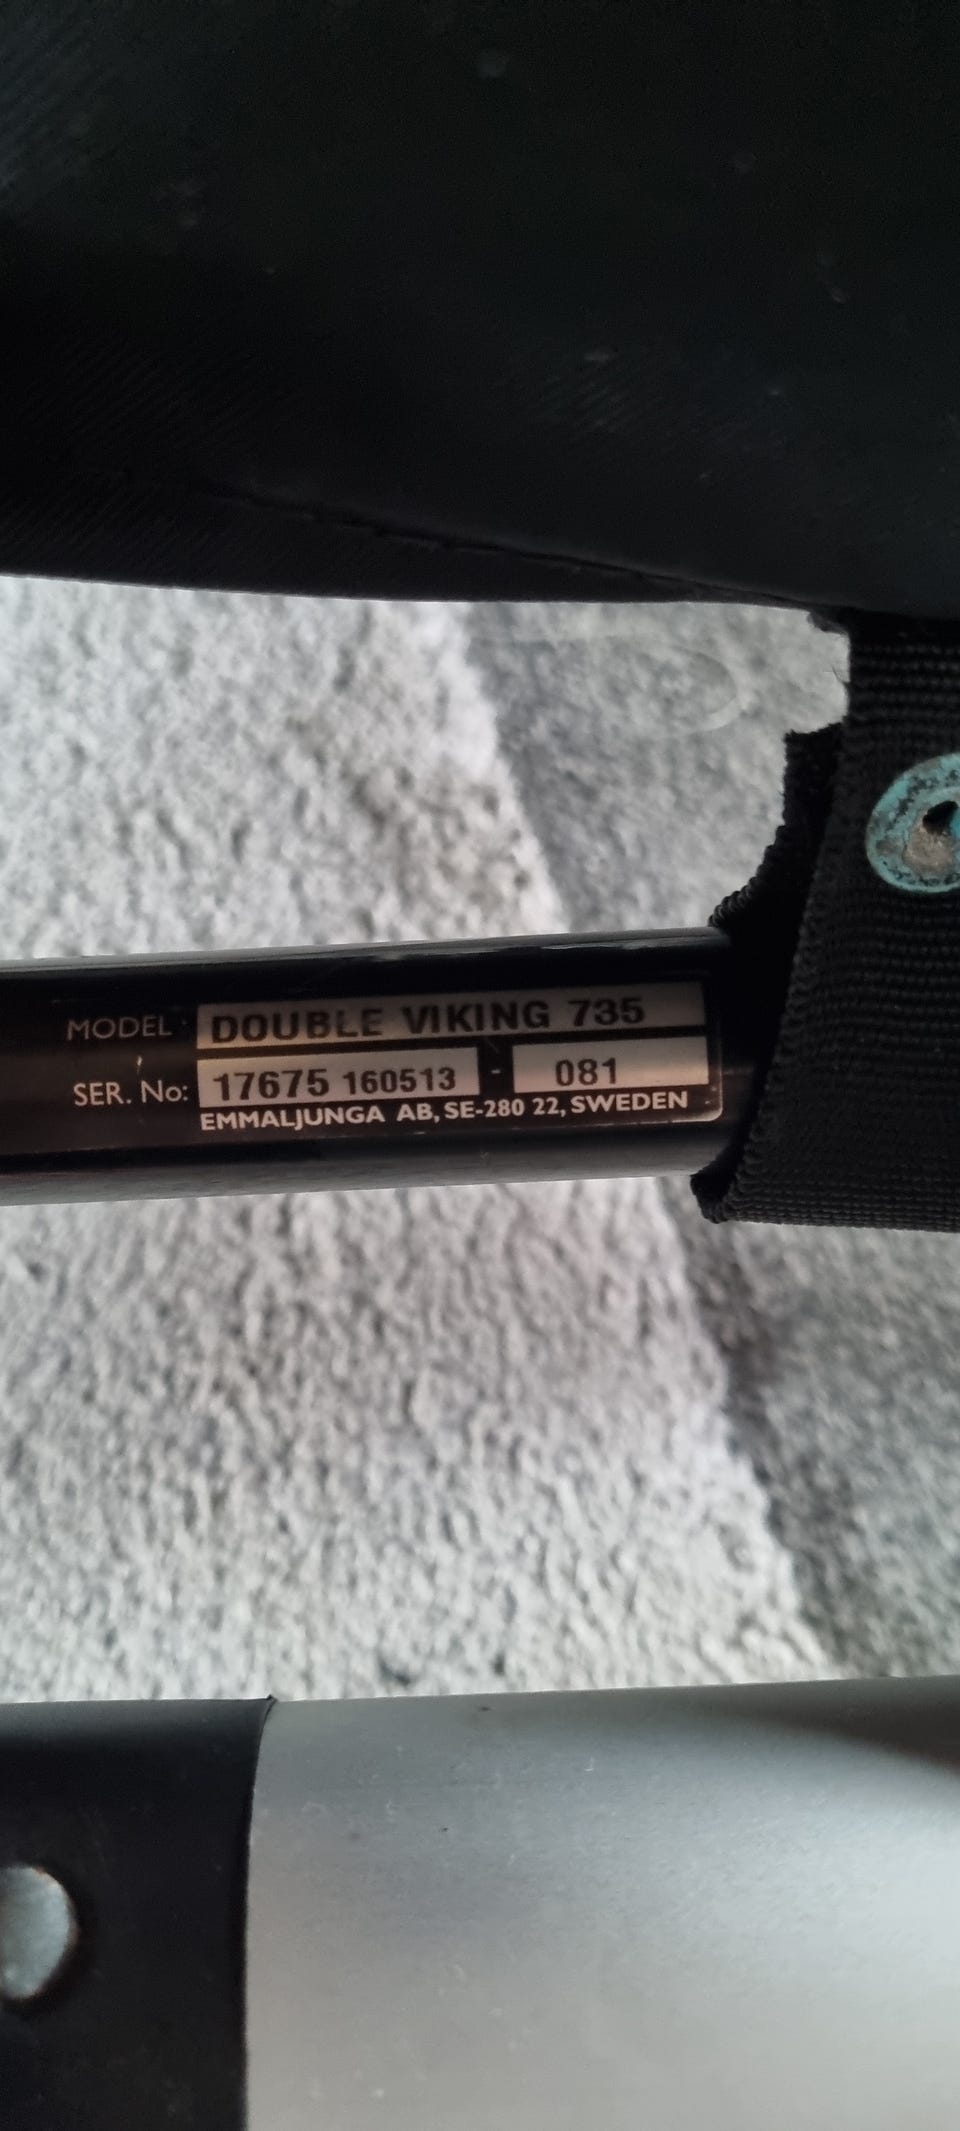 MODEL DOUBLE VIKING 735
SER. No: 17675 160513 - 081
EMMALJUNGA AB, SE-280 22, SWEDEN